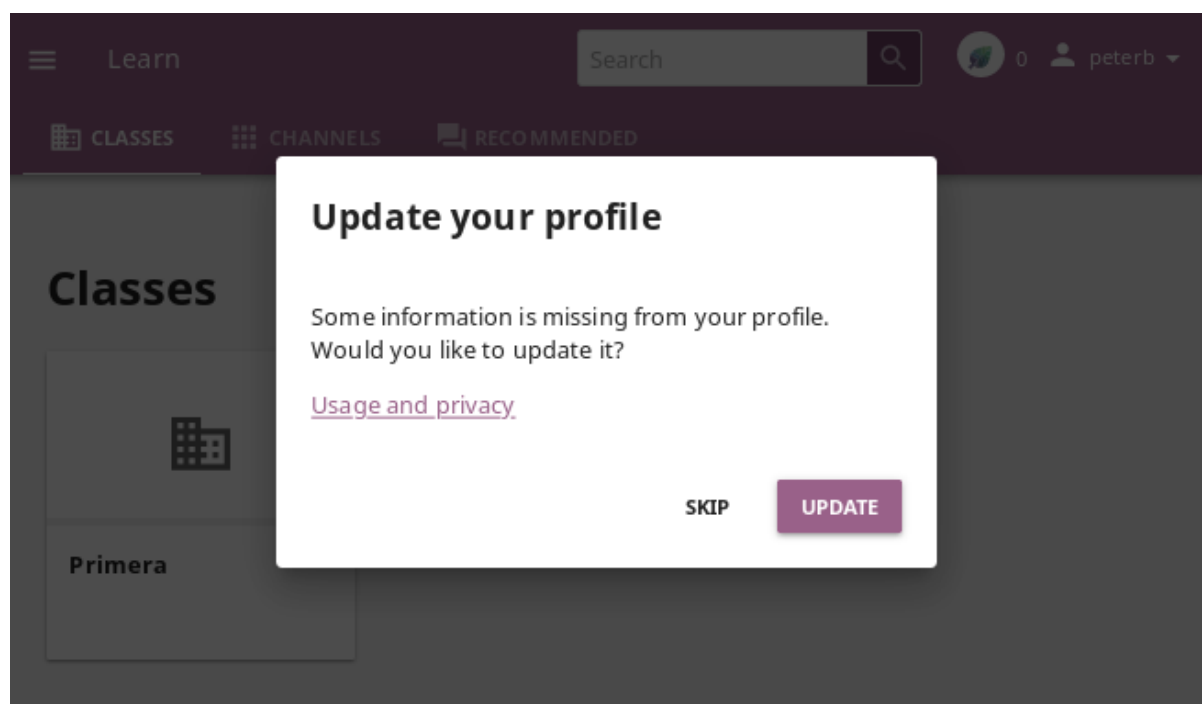 Learn
Search
0
peterb
CLASSES
CHANNELS
RECOMMENDED
Update your profile
Classes
Some information is missing from your profile.
Would you like to update it?
Usage and privacy
SKIP
UPDATE
Primera